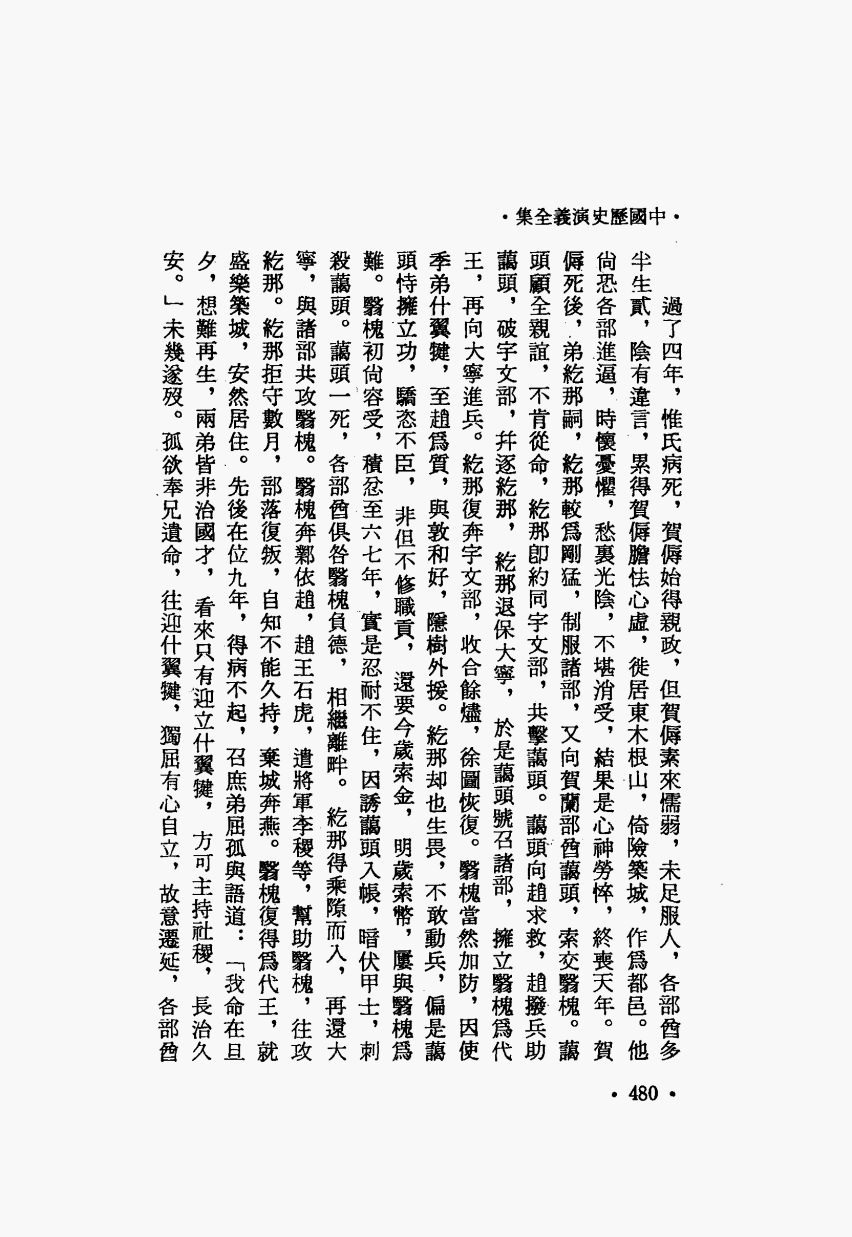 ·中國歷史演義全集·
過了四年，惟氏病死，賀傉始得親政，但賀傉素來懦弱，未足服人，各部酋多
半生貳，陰有違言，累得賀傉膽怯心虛，徙居東木根山，倚險築城，作爲都邑。他
尙恐各部進逼，時懷憂懼，愁裏光陰，不堪消受，結果是心神勞悴，終喪天年。賀
傉死後，弟紇那嗣，紇那較爲剛猛，制服諸部，又向賀蘭部酋藹頭，索交翳槐。藹
頭顧全親誼，不肯從命，紇那卽約同宇文部，共擊藹頭。藹頭向趙求救，趙撥兵助
藹頭，破宇文部，幷逐紇那，紇那退保大寧，於是藹頭號召諸部，擁立翳槐爲代
王，再向大寧進兵。紇那復奔宇文部，收合餘燼，徐圖恢復。翳槐當然加防，因使
季弟什翼犍，至趙爲質，與敦和好，隱樹外援。紇那却也生畏，不敢動兵，偏是藹
頭恃擁立功，驕恣不臣，非但不修職貢，還要今歲索金，明歲索幣，屢與翳槐爲
難。翳槐初尙容受，積忿至六七年，實是忍耐不住，因誘藹頭入帳，暗伏甲士，刺
殺藹頭。藹頭一死，各部酋俱咎翳槐負德，相繼離畔。紇那得乘隙而入，再還大
寧，與諸部共攻翳槐。翳槐奔鄴依趙，趙王石虎，遣將軍李穆等，幫助翳槐，往攻
紇那。紇那拒守數月，部落復叛，自知不能久持，棄城奔燕。翳槐復得爲代王，就
盛樂築城，安然居住。先後在位九年，得病不起，召庶弟屈孤與語道：「我命在旦
夕，想難再生，兩弟皆非治國才，看來只有迎立什翼犍，方可主持社稷，長治久
安。」未幾遂歿。孤欲奉兄遺命，往迎什翼犍，獨屈有心自立，故意遷延，各部酋
·480·